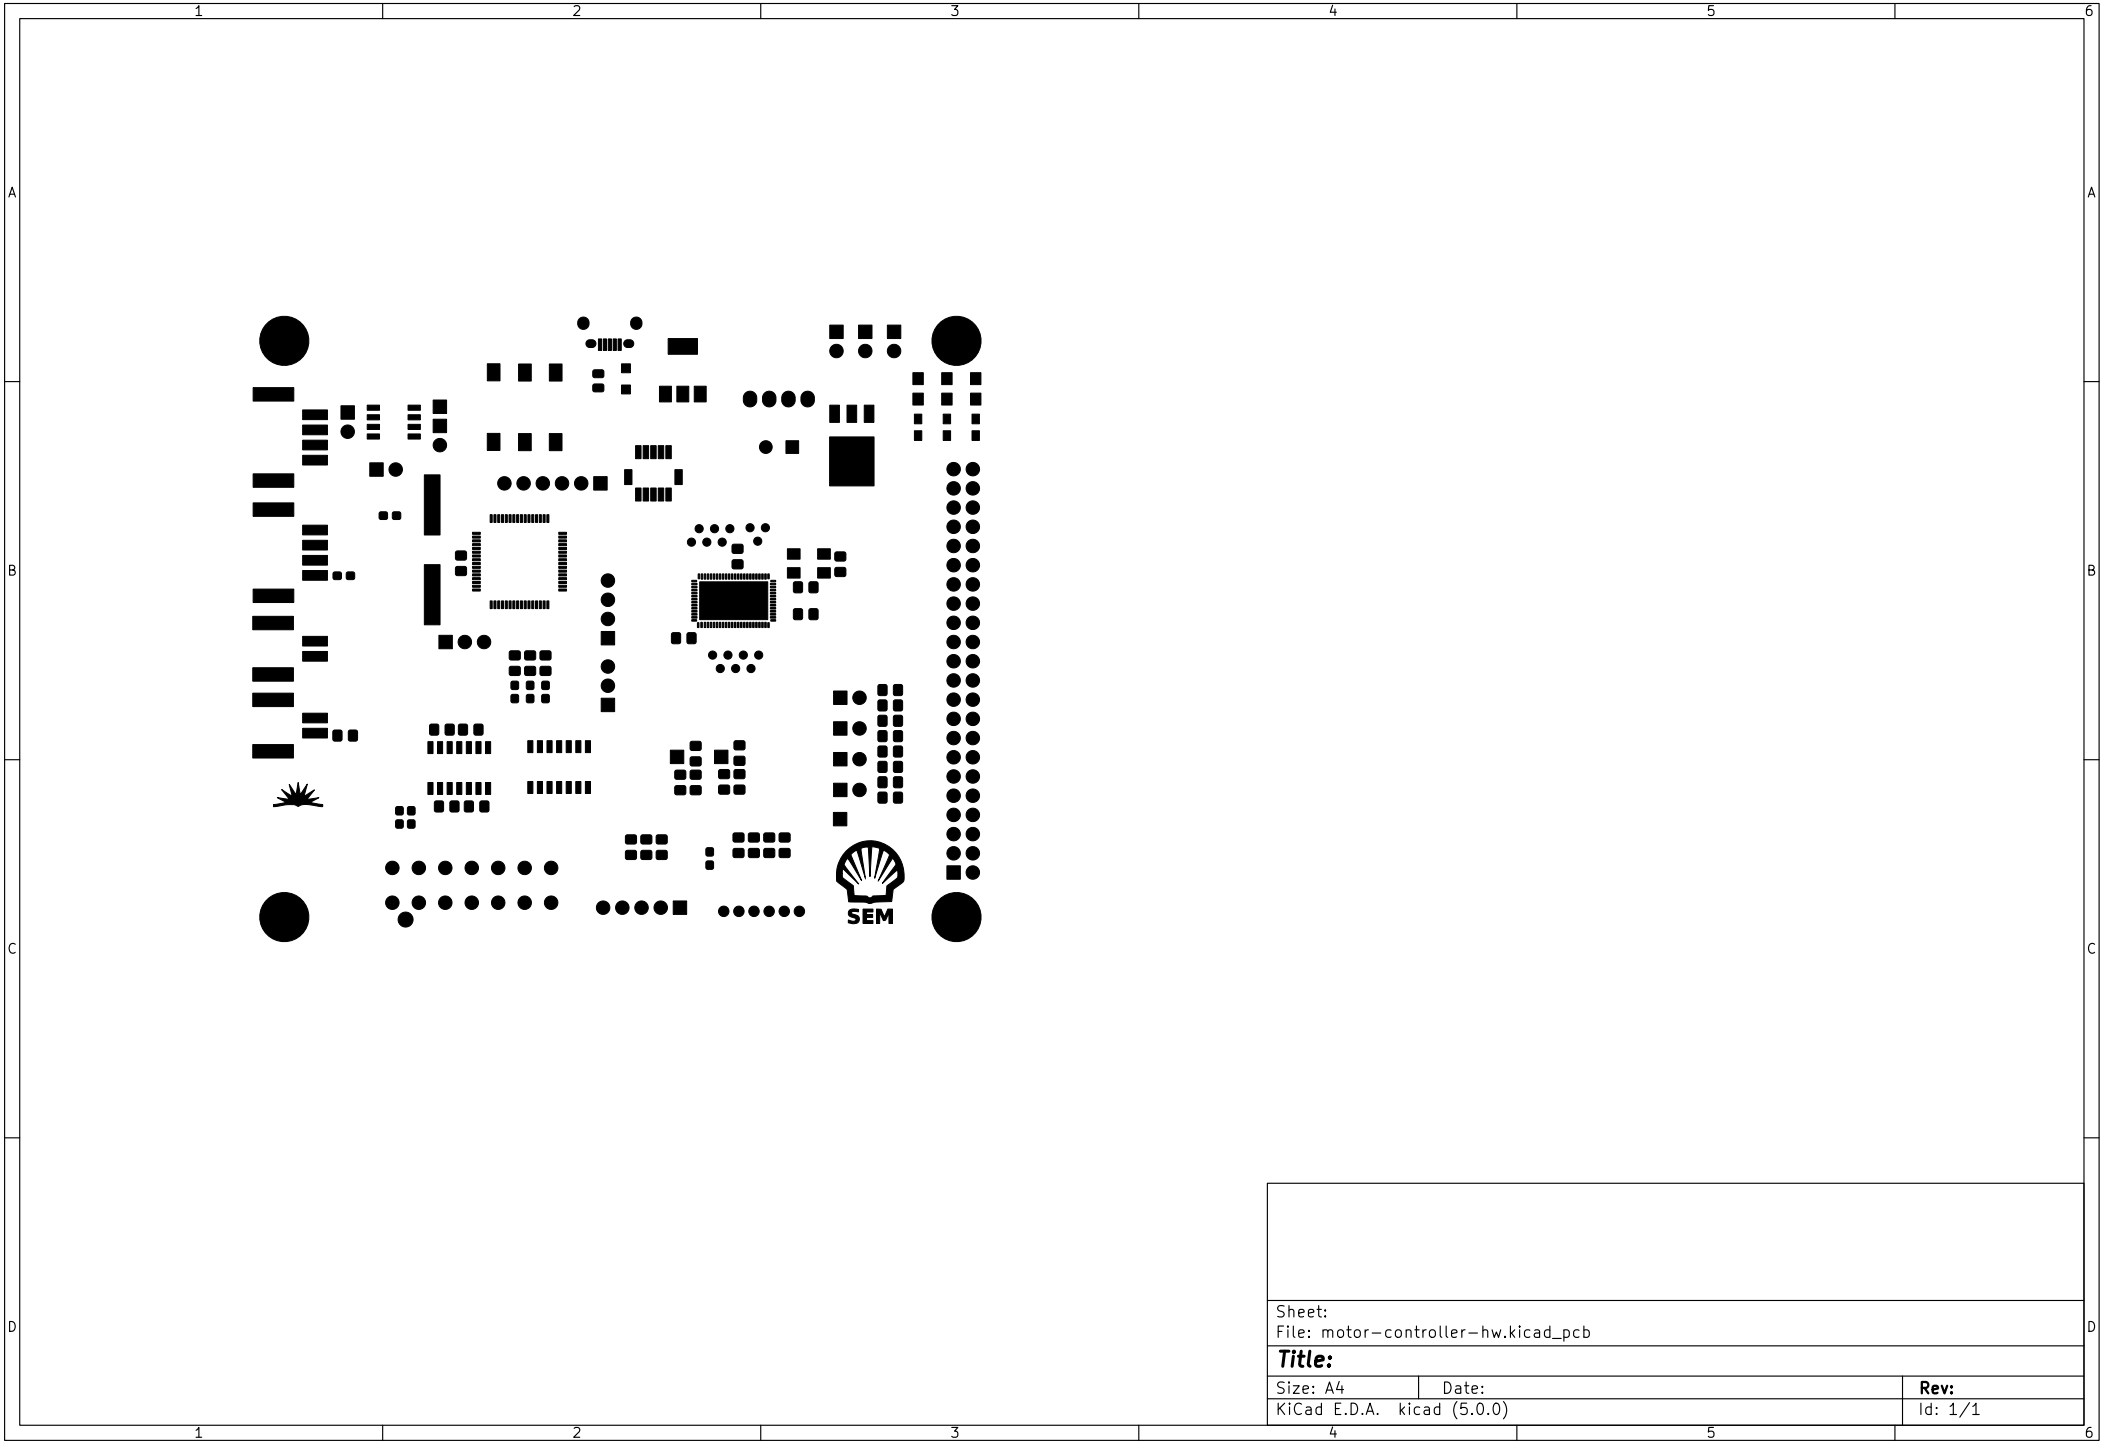 1 2 3 4 5 6
A A
B B
SEM
C C
Sheet:
D D
File: motor-controller-hw.kicad_pcb
Title:
Size: A4 Date: Rev:
KiCad E.D.A. kicad (5.0.0) Id: 1/1
1 2 3 4 5 6